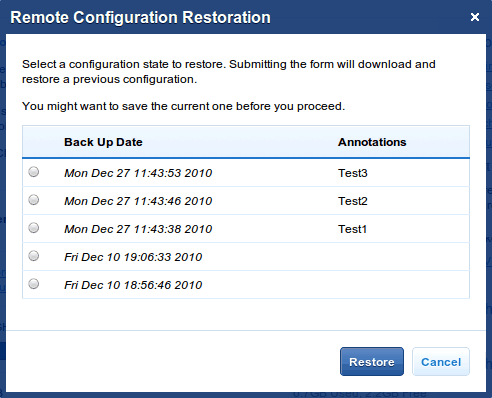 Remote Configuration Restoration ×
Select a configuration state to restore. Submitting the form will download and
restore a previous configuration.
You might want to save the current one before you proceed.
Back Up Date Annotations
Mon Dec 27 11:43:53 2010 Test3
Mon Dec 27 11:43:46 2010 Test2
Mon Dec 27 11:43:38 2010 Test1
Fri Dec 10 19:06:33 2010
Fri Dec 10 18:56:46 2010
Restore Cancel